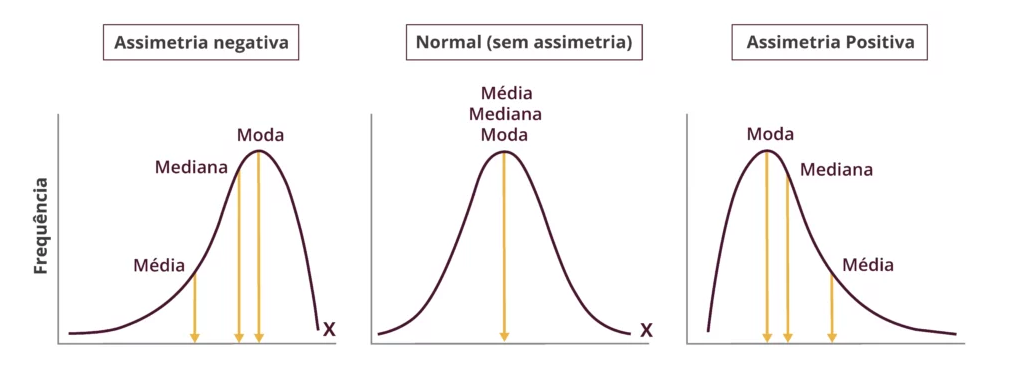 Assimetria negativa
Normal (sem assimetria)
Assimetria Positiva
Frequência
Moda
Mediana
Média
X
Média
Mediana
Moda
X
Moda
Mediana
Média